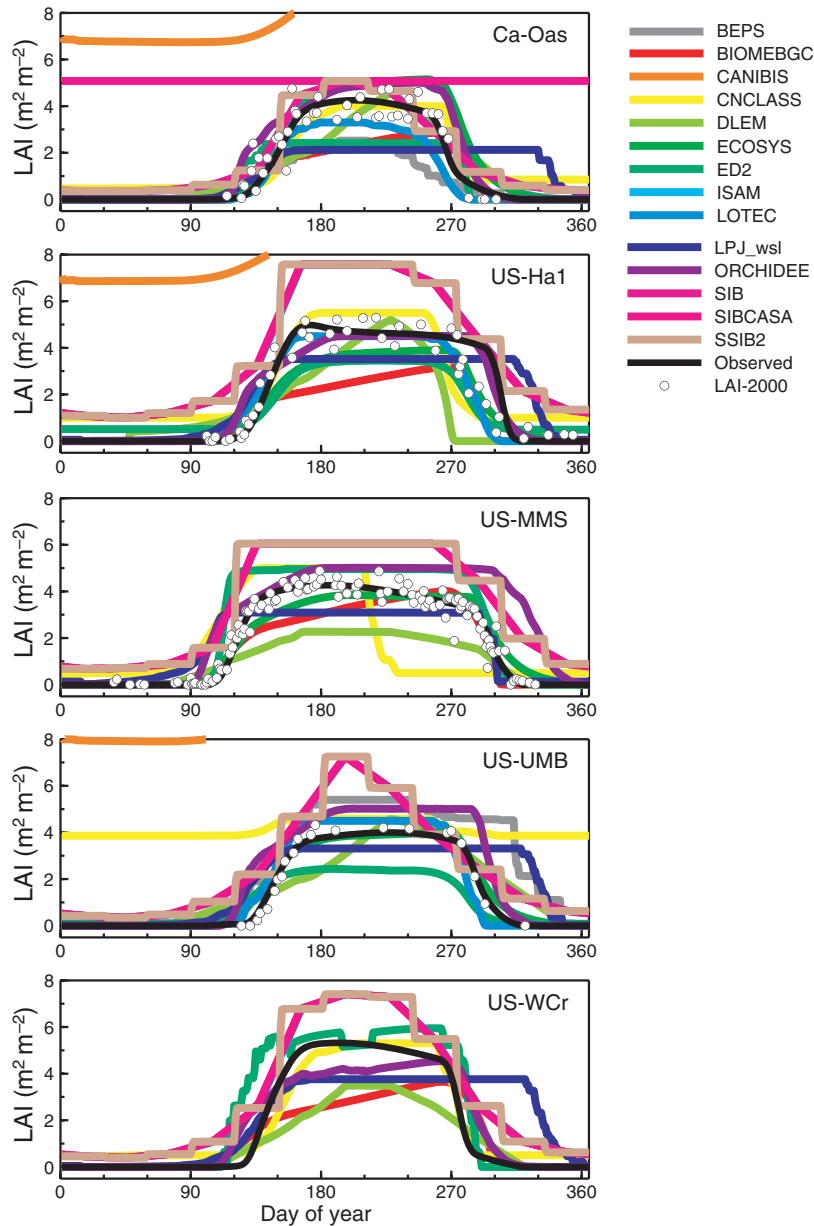 Ca-Oas
LAI (m² m⁻²)
8
6
4
2
0
0
90
180
270
360
US-Ha1
LAI (m² m⁻²)
8
6
4
2
0
0
90
180
270
360
US-MMS
LAI (m² m⁻²)
8
6
4
2
0
0
90
180
270
360
US-UMB
LAI (m² m⁻²)
8
6
4
2
0
0
90
180
270
360
US-WCr
LAI (m² m⁻²)
8
6
4
2
0
0
90
180
270
360
Day of year
BEPS
BIOMEBGC
CANIBIS
CNCLASS
DLEM
ECOSYS
ED2
ISAM
LOTEC
LPJ_wsl
ORCHIDEE
SIB
SIBCASA
SSIB2
Observed
LAI-2000